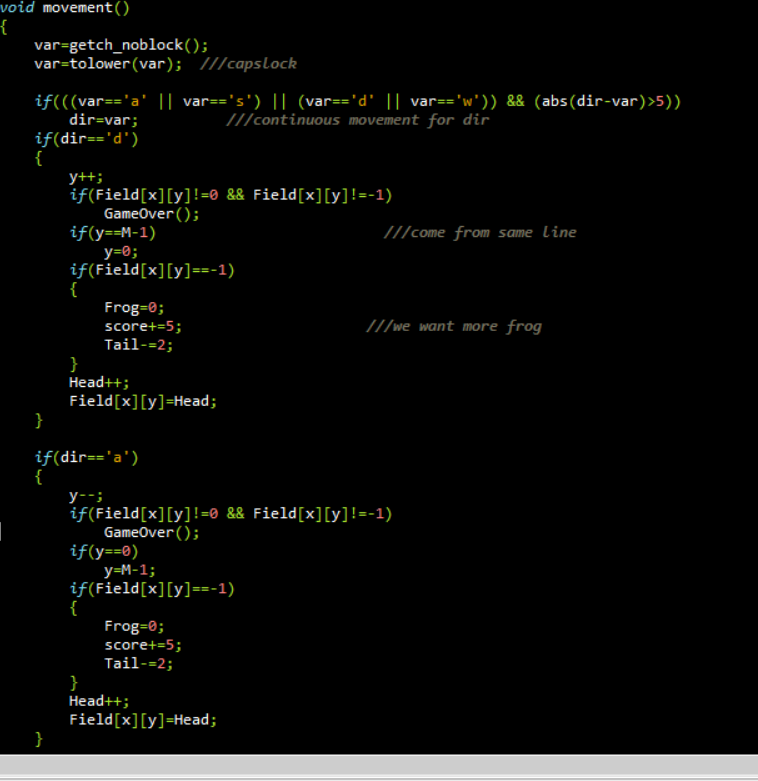 void movement()
{
    var=getch_noblock();
    var=tolower(var);  ///capslock

    if(((var=='a' || var=='s') || (var=='d' || var=='w')) && (abs(dir-var)>5))
        dir=var;          ///continuous movement for dir
    if(dir=='d')
    {
        y++;
        if(Field[x][y]!=0 && Field[x][y]!=-1)
            GameOver();
        if(y==M-1)                          ///come from same line
            y=0;
        if(Field[x][y]==-1)
        {
            Frog=0;
            score+=5;                     ///we want more frog
            Tail-=2;
        }
        Head++;
        Field[x][y]=Head;
    }

    if(dir=='a')
    {
        y--;
        if(Field[x][y]!=0 && Field[x][y]!=-1)
            GameOver();
        if(y==0)
            y=M-1;
        if(Field[x][y]==-1)
        {
            Frog=0;
            score+=5;
            Tail-=2;
        }
        Head++;
        Field[x][y]=Head;
    }